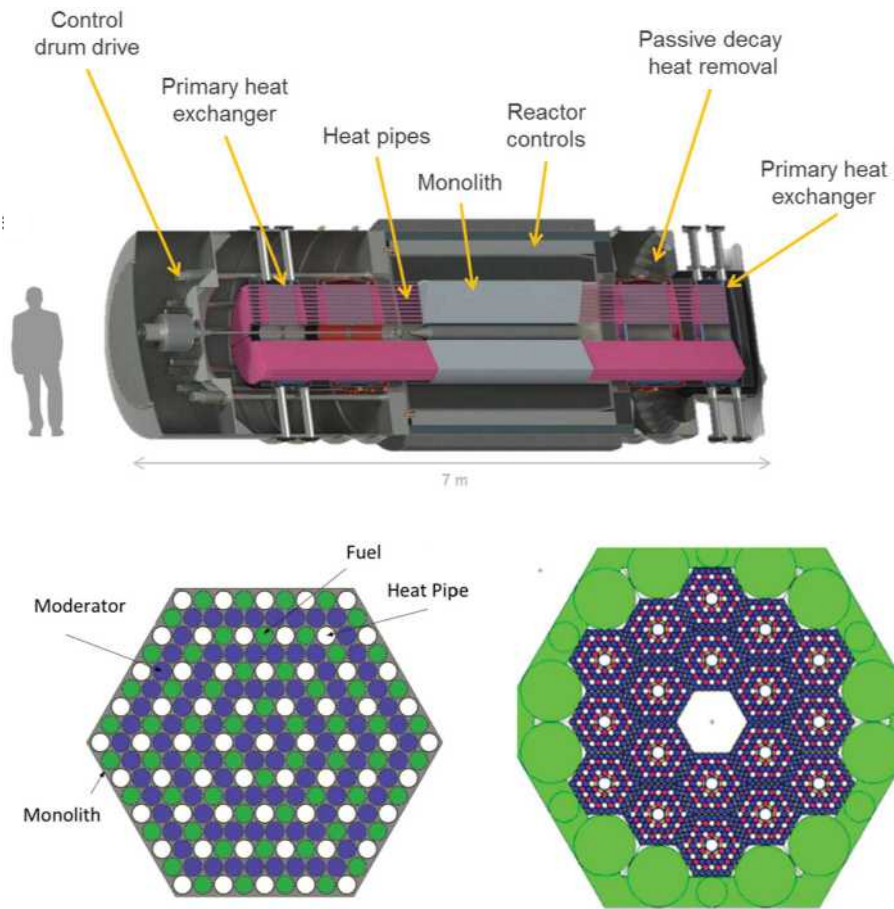 Control
drum drive
Primary heat
exchanger
Heat pipes
Monolith
Reactor
controls
Passive decay
heat removal
Primary heat
exchanger
7 m
Fuel
Moderator
Heat Pipe
Monolith